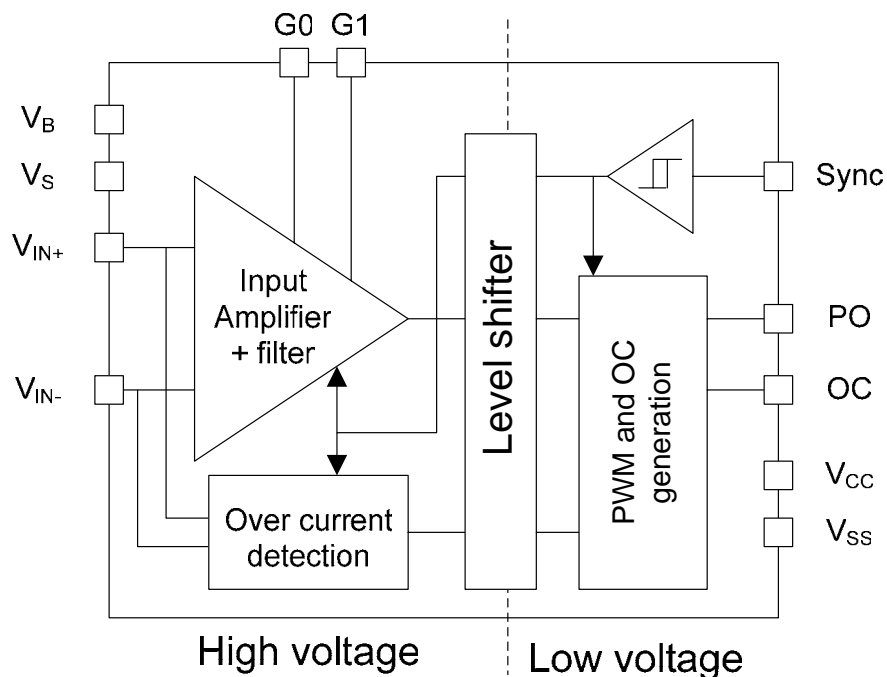 G0 G1
V_B
V_S
V_IN+
V_IN-
Input
Amplifier
+ filter
Over current
detection
Level shifter
PWM and OC
generation
Sync
PO
OC
V_CC
V_SS
High voltage
Low voltage